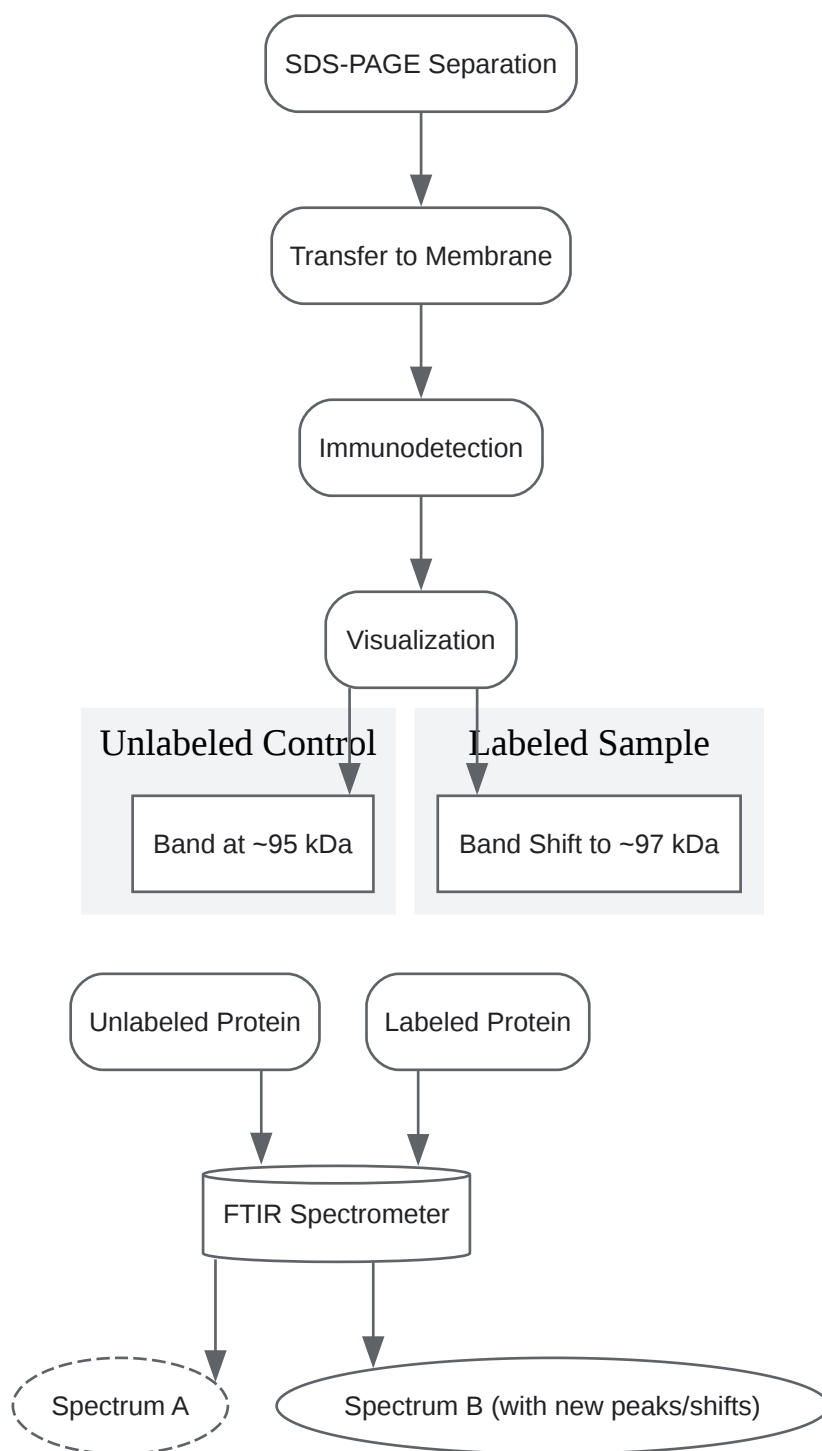 SDS-PAGE Separation
Transfer to Membrane
Immunodetection
Visualization
Unlabeled Control
Labeled Sample
Band at ~95 kDa
Band Shift to ~97 kDa
Unlabeled Protein
Labeled Protein
FTIR Spectrometer
Spectrum A
Spectrum B (with new peaks/shifts)